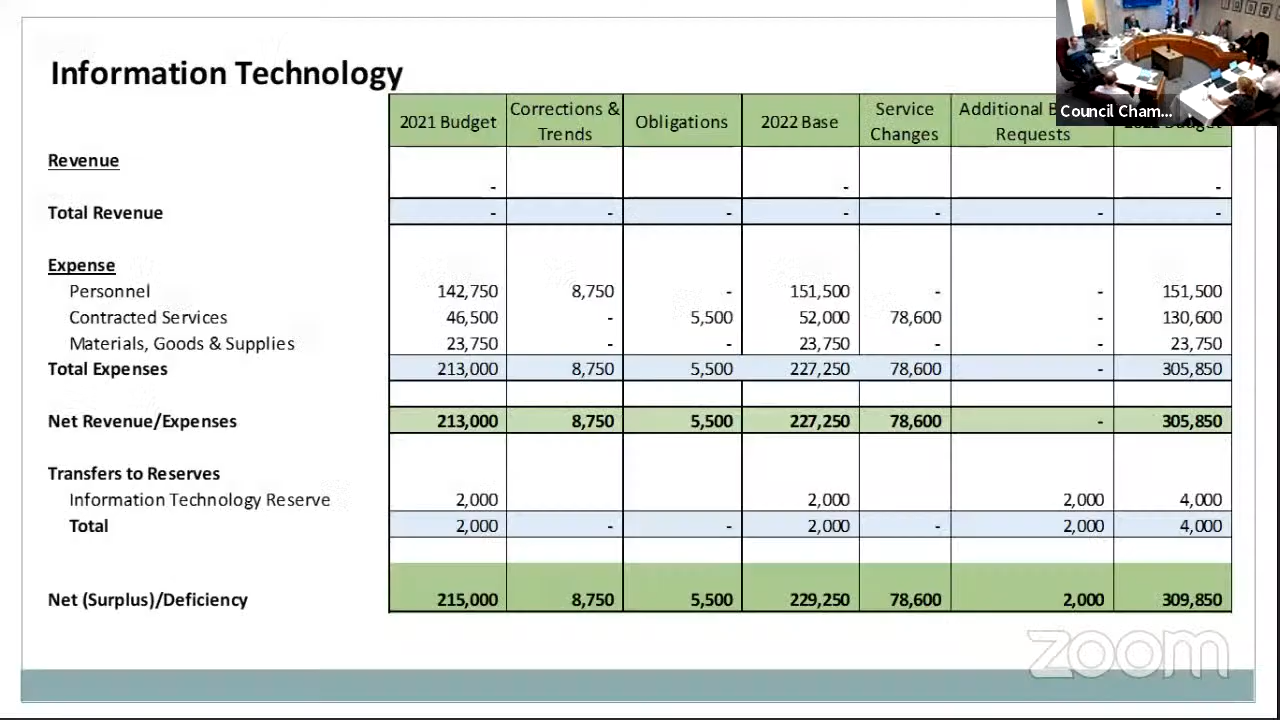 Information Technology
2021 Budget Corrections & Trends Obligations 2022 Base Service Changes Additional Requests Budget
Council Cham...
Revenue
- - -
Total Revenue - - - - - - -
Expense
Personnel 142,750 8,750 - 151,500 - - 151,500
Contracted Services 46,500 - 5,500 52,000 78,600 - 130,600
Materials, Goods & Supplies 23,750 - - 23,750 - - 23,750
Total Expenses 213,000 8,750 5,500 227,250 78,600 - 305,850
Net Revenue/Expenses 213,000 8,750 5,500 227,250 78,600 - 305,850
Transfers to Reserves
Information Technology Reserve 2,000 2,000 2,000 4,000
Total 2,000 - - 2,000 - 2,000 4,000
Net (Surplus)/Deficiency 215,000 8,750 5,500 229,250 78,600 2,000 309,850
zoom